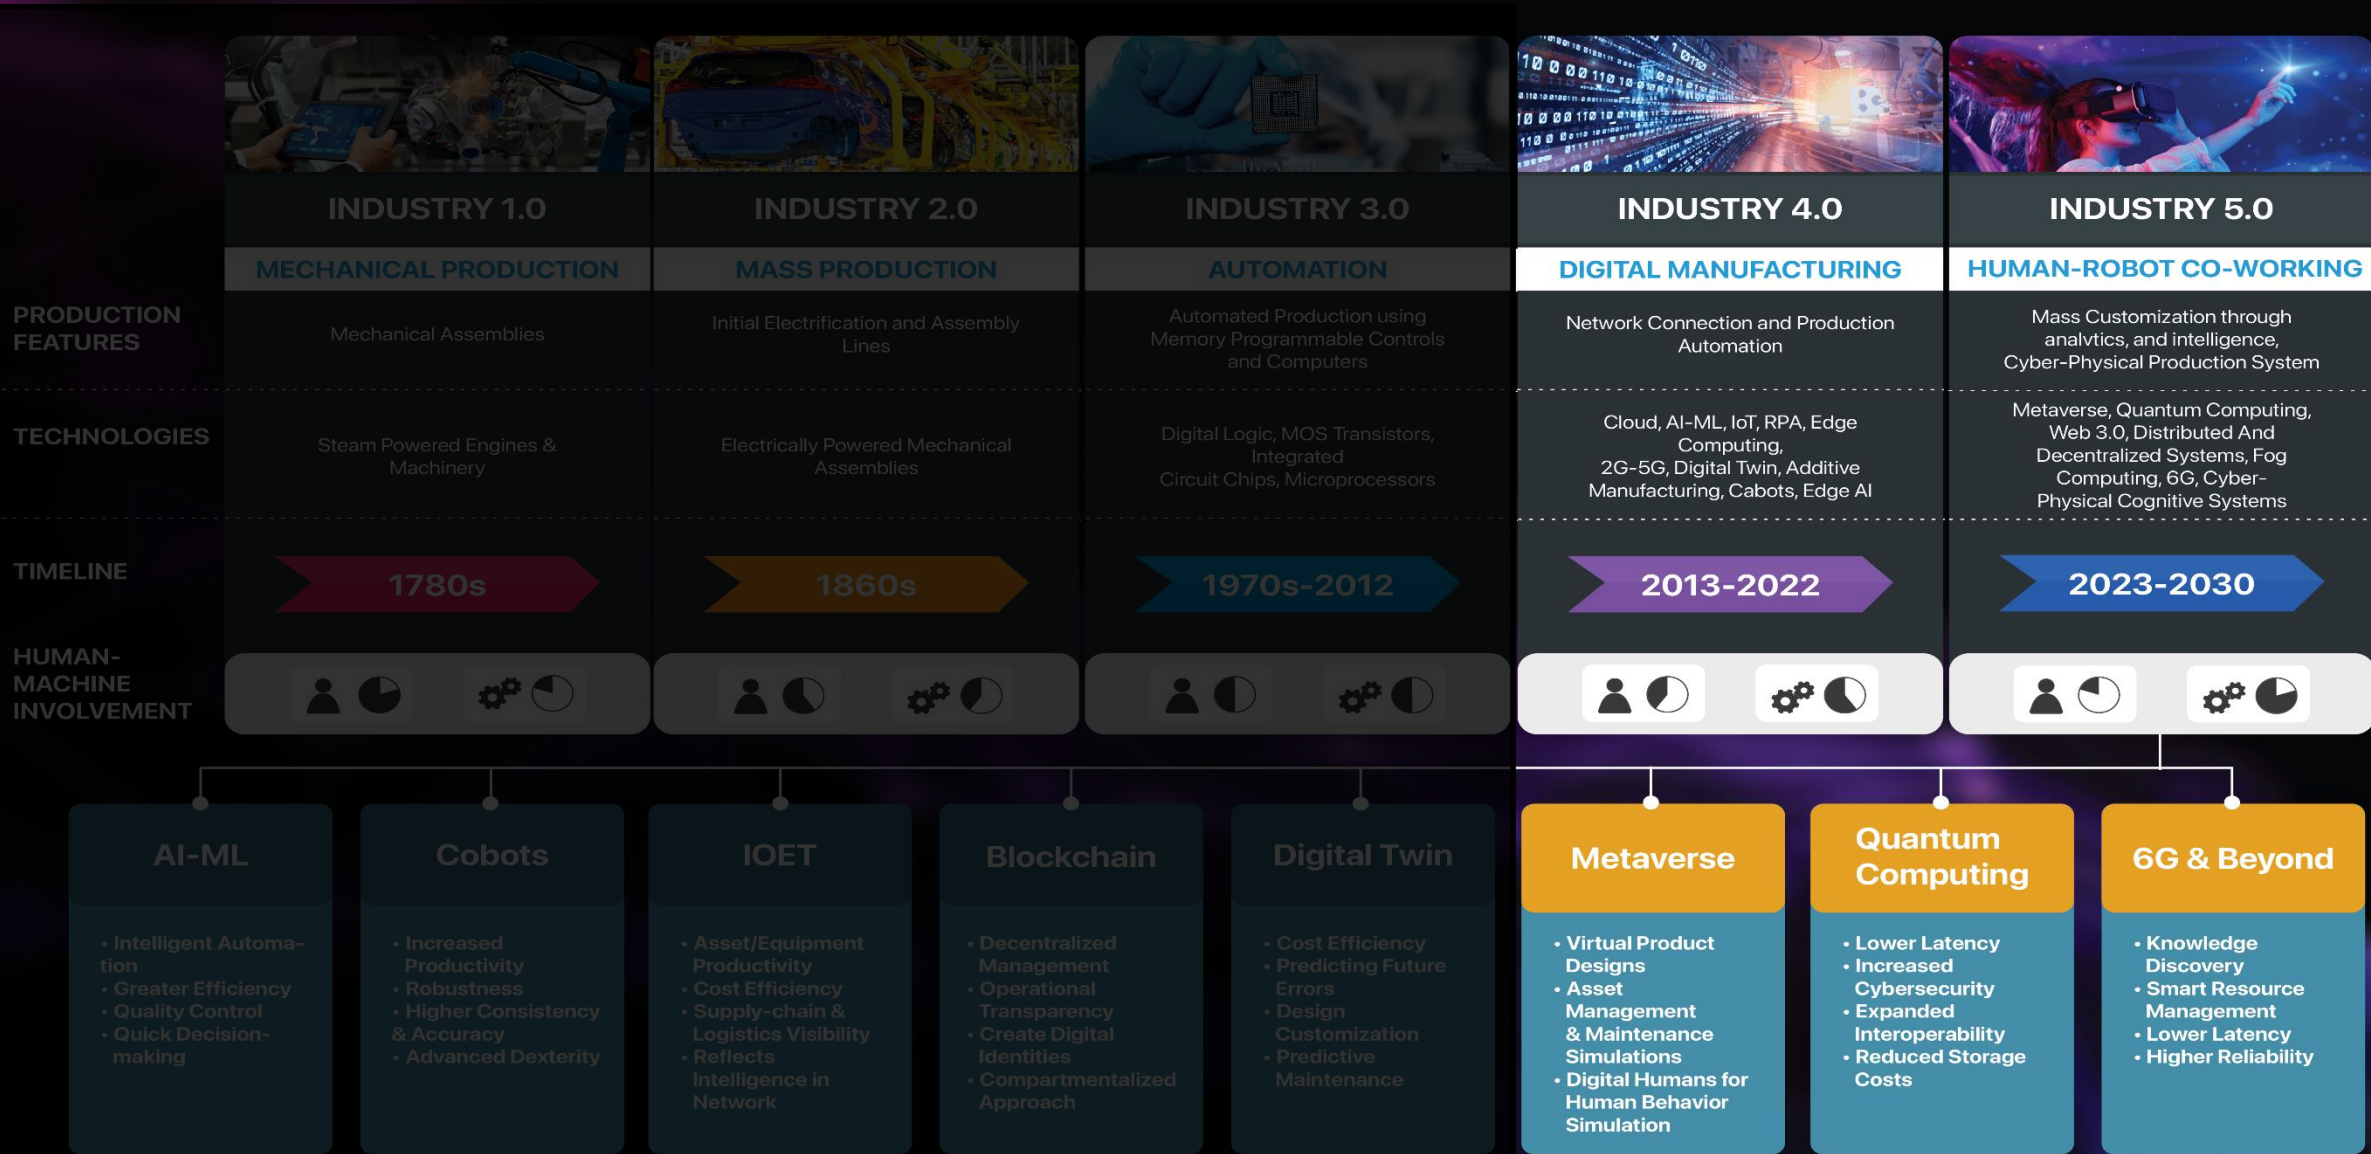 INDUSTRY 1.0
INDUSTRY 2.0
INDUSTRY 3.0
INDUSTRY 4.0
INDUSTRY 5.0
MECHANICAL PRODUCTION
MASS PRODUCTION
AUTOMATION
DIGITAL MANUFACTURING
HUMAN-ROBOT CO-WORKING
PRODUCTION
FEATURES
Mechanical Assemblies
Initial Electrification and Assembly
Lines
Automated Production using
Memory Programmable Controls
and Computers
Network Connection and Production
Automation
Mass Customization through
analvtics, and intelligence,
Cyber-Physical Production System
TECHNOLOGIES
Steam Powered Engines &
Machinery
Electrically Powered Mechanical
Assemblies
Digital Logic, MOS Transistors,
Integrated
Circuit Chips, Microprocessors
Cloud, AI-ML, IoT, RPA, Edge
Computing,
2G-5G, Digital Twin, Additive
Manufacturing, Cabots, Edge AI
Metaverse, Quantum Computing,
Web 3.0, Distributed And
Decentralized Systems, Fog
Computing, 6G, Cyber-
Physical Cognitive Systems
TIMELINE
1780s
1860s
1970s-2012
2013-2022
2023-2030
HUMAN-
MACHINE
INVOLVEMENT
AI-ML
• Intelligent Automa-
tion
• Greater Efficiency
• Quality Control
• Quick Decision-
making
Cobots
• Increased
Productivity
• Robustness
• Higher Consistency
& Accuracy
• Advanced Dexterity
IOET
• Asset/Equipment
Productivity
• Cost Efficiency
• Supply-chain &
Logistics Visibility
• Reflects
Intelligence in
Network
Blockchain
• Decentralized
Management
• Operational
Transparency
• Create Digital
Identities
• Compartmentalized
Approach
Digital Twin
• Cost Efficiency
• Predicting Future
Errors
• Design
Customization
• Predictive
Maintenance
Metaverse
• Virtual Product
Designs
• Asset
Management
& Maintenance
Simulations
• Digital Humans for
Human Behavior
Simulation
Quantum
Computing
• Lower Latency
• Increased
Cybersecurity
• Expanded
Interoperability
• Reduced Storage
Costs
6G & Beyond
• Knowledge
Discovery
• Smart Resource
Management
• Lower Latency
• Higher Reliability